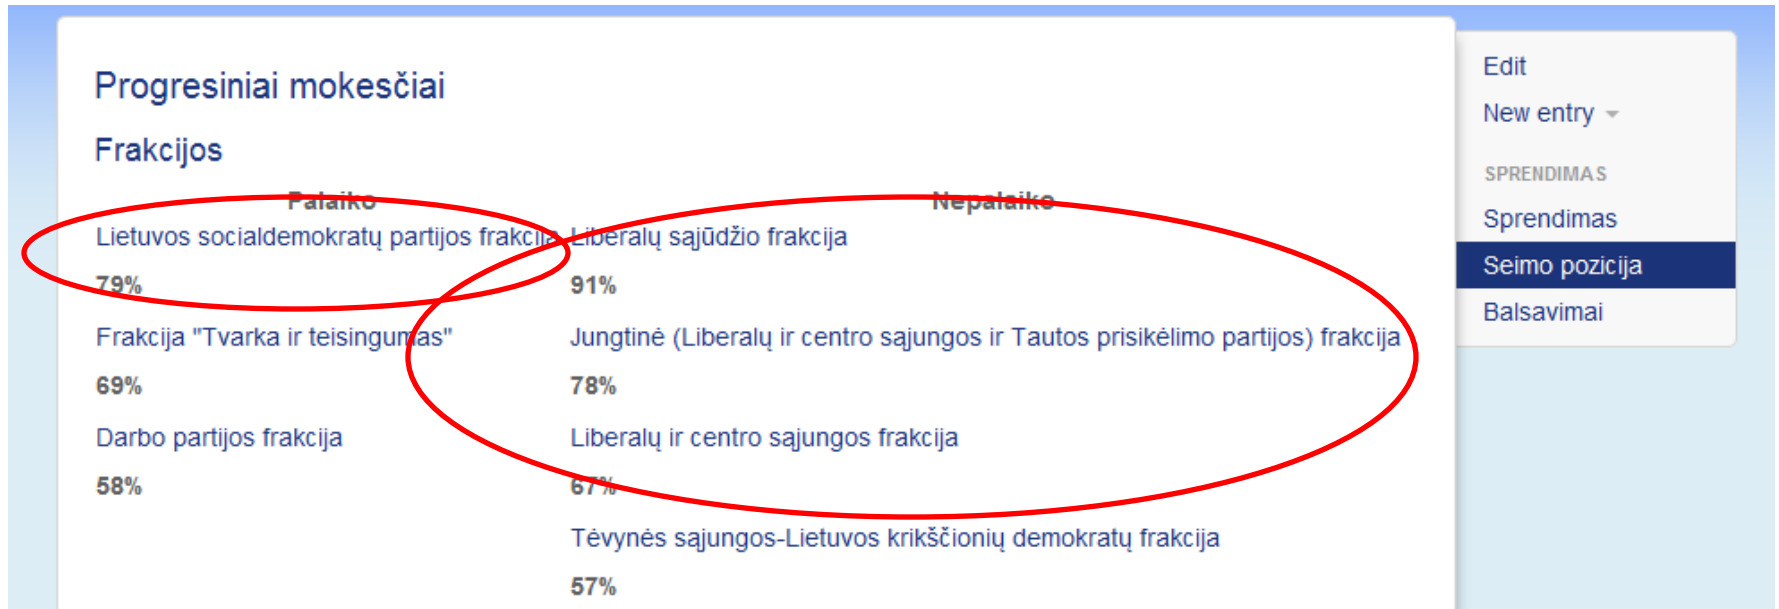 Progresiniai mokesčiai
Frakcijos
Palaiko Nepalaiko
Lietuvos socialdemokratų partijos frakcija Liberalų sąjūdžio frakcija
79% 91%
Frakcija "Tvarka ir teisingumas" Jungtinė (Liberalų ir centro sąjungos ir Tautos prisikėlimo partijos) frakcija
69% 78%
Darbo partijos frakcija Liberalų ir centro sąjungos frakcija
58% 67%
Tėvynės sąjungos-Lietuvos krikščionių demokratų frakcija
57%
Edit
New entry
SPRENDIMAS
Sprendimas
Seimo pozicija
Balsavimai